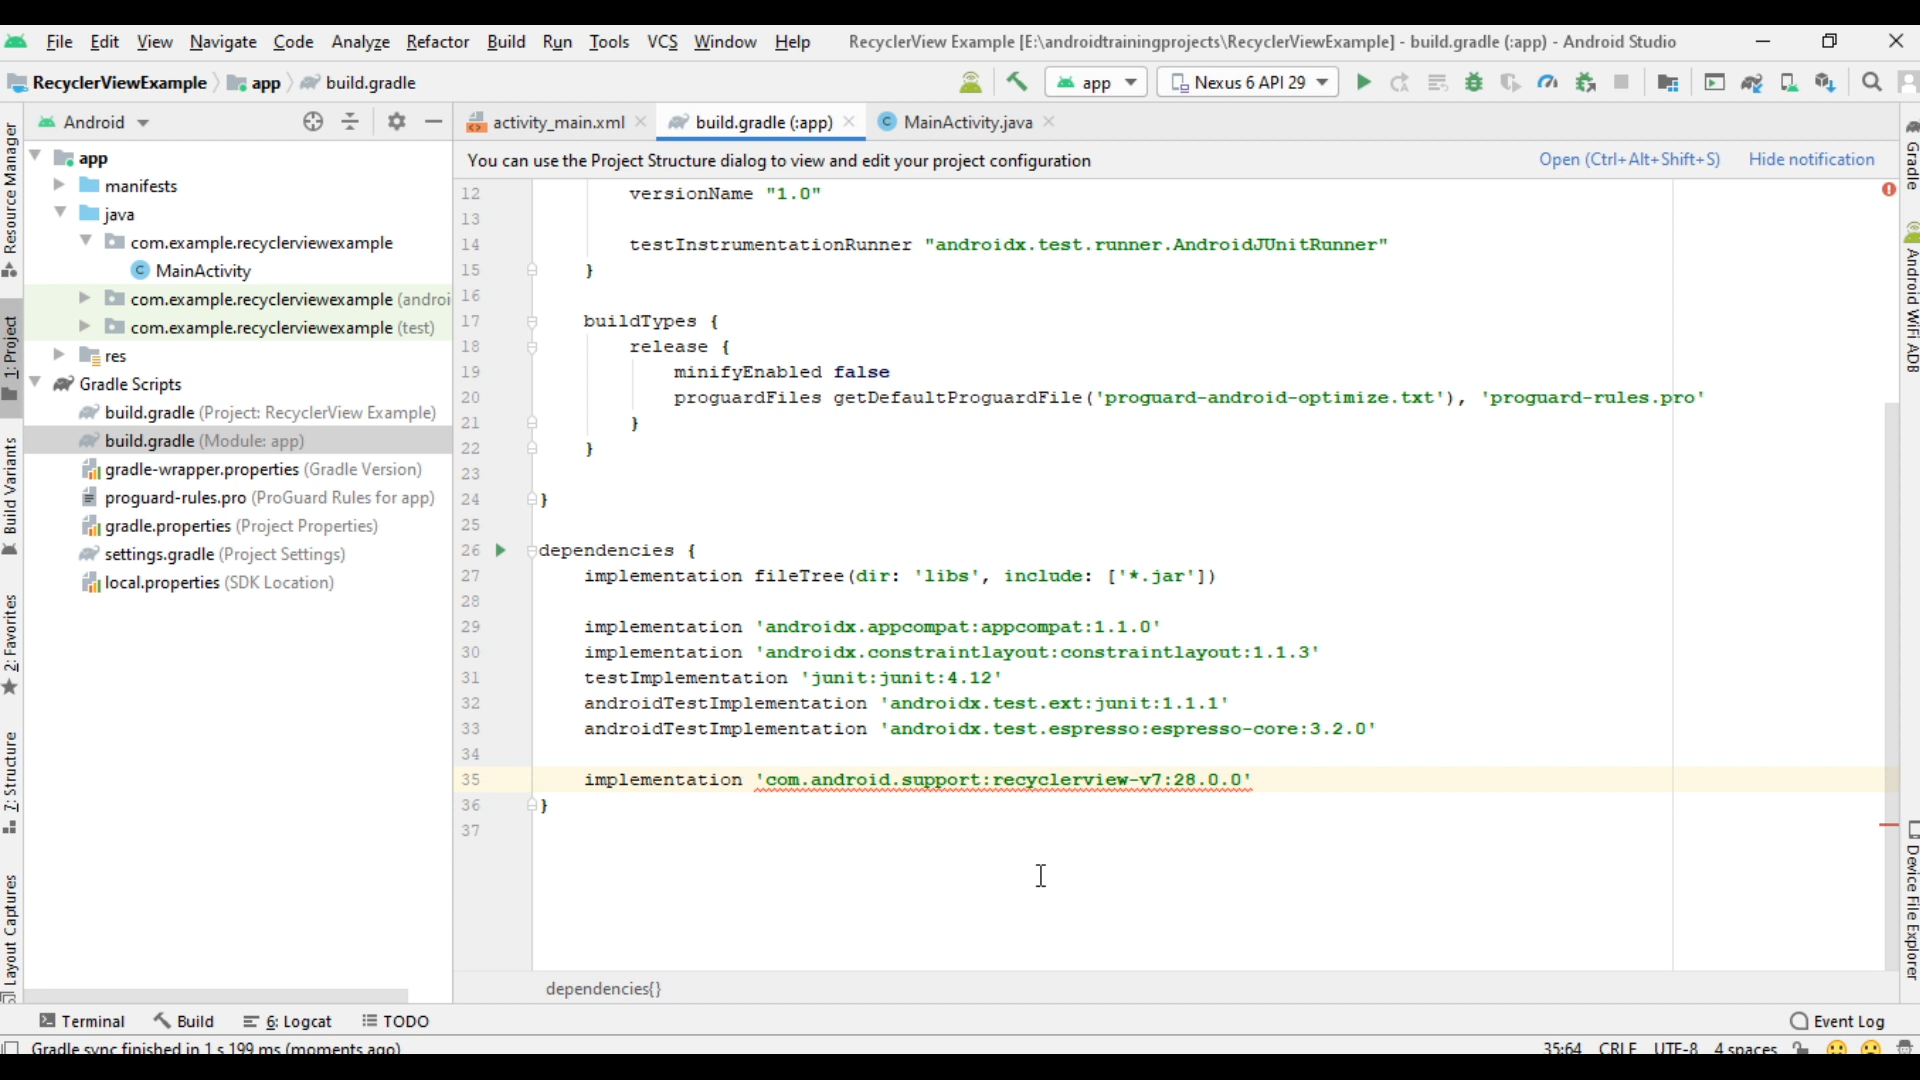 File Edit View Navigate Code Analyze Refactor Build Run Tools VCS Window Help RecyclerView Example [E:\androidtrainingprojects\RecyclerViewExample] - build.gradle (:app) - Android Studio
RecyclerViewExample app build.gradle app Nexus 6 API 29
Android activity_main.xml build.gradle (:app) MainActivity.java
You can use the Project Structure dialog to view and edit your project configuration Open (Ctrl+Alt+Shift+S) Hide notification
Resource Manager
1: Project
Build Variants
2: Favorites
7: Structure
Layout Captures
app
manifests
java
com.example.recyclerviewexample
MainActivity
com.example.recyclerviewexample (androi
com.example.recyclerviewexample (test)
res
Gradle Scripts
build.gradle (Project: RecyclerView Example)
build.gradle (Module: app)
gradle-wrapper.properties (Gradle Version)
proguard-rules.pro (ProGuard Rules for app)
gradle.properties (Project Properties)
settings.gradle (Project Settings)
local.properties (SDK Location)
12 versionName "1.0"
13
14 testInstrumentationRunner "androidx.test.runner.AndroidJUnitRunner"
15 }
16
17 buildTypes {
18 release {
19 minifyEnabled false
20 proguardFiles getDefaultProguardFile('proguard-android-optimize.txt'), 'proguard-rules.pro'
21 }
22 }
23
24 }
25
26 dependencies {
27 implementation fileTree(dir: 'libs', include: ['*.jar'])
28
29 implementation 'androidx.appcompat:appcompat:1.1.0'
30 implementation 'androidx.constraintlayout:constraintlayout:1.1.3'
31 testImplementation 'junit:junit:4.12'
32 androidTestImplementation 'androidx.test.ext:junit:1.1.1'
33 androidTestImplementation 'androidx.test.espresso:espresso-core:3.2.0'
34
35 implementation 'com.android.support:recyclerview-v7:28.0.0'
36 }
37
dependencies{}
Gradle
Android WiFi ADB
Device File Explorer
Terminal Build 6: Logcat TODO Event Log
Gradle sync finished in 1 s 199 ms (moments ago) 35:64 CRLF UTF-8 4 spaces